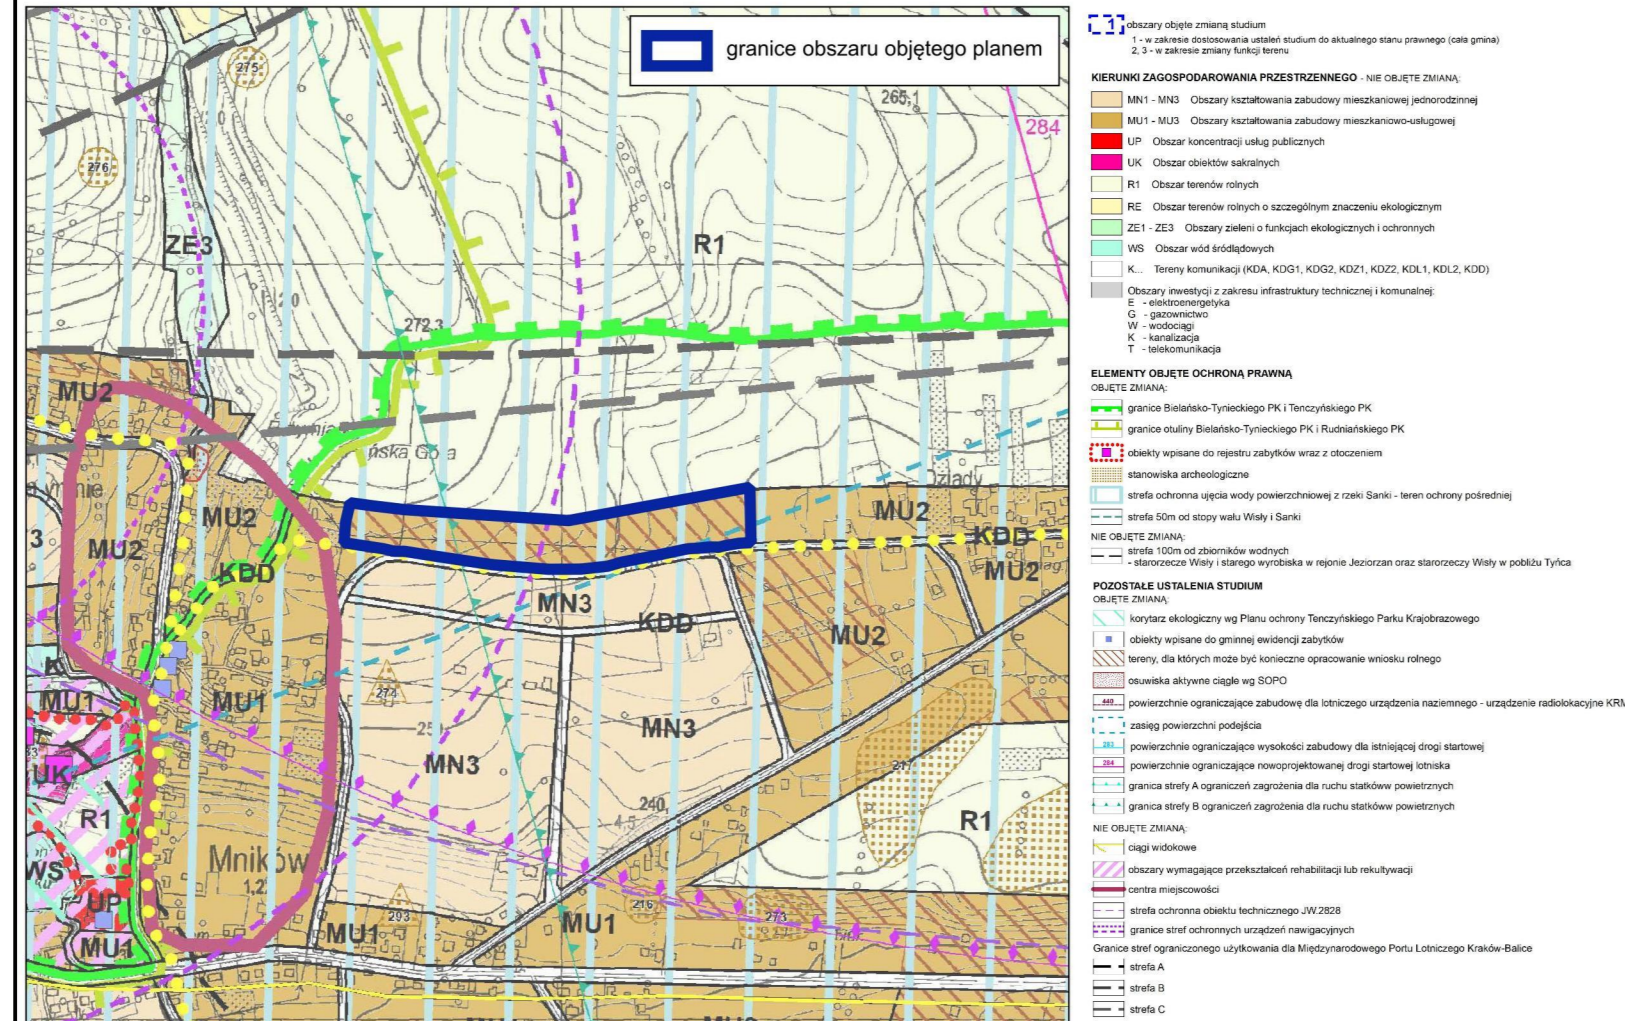 granice obszaru objętego planem
275
265,1
284
276
ZE3
R1
272,3
MU2
MU2
MU2
MU2
KDD
KDD
3
MU2
KDD
MN3
KDD
MU2
K
MU1
MU1
274
250
MN3
MN3
UK
R1
217
240,
4,5
R1
WS
Mników
1,2
UP
MU1
293
MU1
216
273
MU1
1 obszary objęte zmianą studium
1 - w zakresie dostosowania ustaleń studium do aktualnego stanu prawnego (cała gmina)
2, 3 - w zakresie zmiany funkcji terenu
KIERUNKI ZAGOSPODAROWANIA PRZESTRZENNEGO - NIE OBJĘTE ZMIANĄ:
MN1 - MN3 Obszary kształtowania zabudowy mieszkaniowej jednorodzinnej
MU1 - MU3 Obszary kształtowania zabudowy mieszkaniowo-usługowej
UP Obszar koncentracji usług publicznych
UK Obszar obiektów sakralnych
R1 Obszar terenów rolnych
RE Obszar terenów rolnych o szczególnym znaczeniu ekologicznym
ZE1 - ZE3 Obszary zieleni o funkcjach ekologicznych i ochronnych
WS Obszar wód śródlądowych
K... Tereny komunikacji (KDA, KDG1, KDG2, KDZ1, KDZ2, KDL1, KDL2, KDD)
Obszary inwestycji z zakresu infrastruktury technicznej i komunalnej:
E - elektroenergetyka
G - gazownictwo
W - wodociągi
K - kanalizacja
T - telekomunikacja
ELEMENTY OBJĘTE OCHRONĄ PRAWNĄ
OBJĘTE ZMIANĄ:
granice Bielańsko-Tynieckiego PK i Tenczyńskiego PK
granice otuliny Bielańsko-Tynieckiego PK i Rudniańskiego PK
obiekty wpisane do rejestru zabytków wraz z otoczeniem
stanowiska archeologiczne
strefa ochronna ujęcia wody powierzchniowej z rzeki Sanki - teren ochrony pośredniej
strefa 50m od stopy wału Wisły i Sanki
NIE OBJĘTE ZMIANĄ:
strefa 100m od zbiorników wodnych
- starorzecze Wisły i starego wyrobiska w rejonie Jeziorzan oraz starorzeczy Wisły w pobliżu Tyńca
POZOSTAŁE USTALENIA STUDIUM
OBJĘTE ZMIANĄ:
korytarz ekologiczny wg Planu ochrony Tenczyńskiego Parku Krajobrazowego
obiekty wpisane do gminnej ewidencji zabytków
tereny, dla których może być konieczne opracowanie wniosku rolnego
osuwiska aktywne ciągle wg SOPO
440 powierzchnie ograniczające zabudowę dla lotniczego urządzenia naziemnego - urządzenie radiolokacyjne KRM
zasięg powierzchni podejścia
283 powierzchnie ograniczające wysokości zabudowy dla istniejącej drogi startowej
284 powierzchnie ograniczające nowoprojektowanej drogi startowej lotniska
granica strefy A ograniczeń zagrożenia dla ruchu statkóww powietrznych
granica strefy B ograniczeń zagrożenia dla ruchu statkóww powietrznych
NIE OBJĘTE ZMIANĄ:
ciągi widokowe
obszary wymagające przekształceń rehabilitacji lub rekultywacji
centra miejscowości
strefa ochronna obiektu technicznego JW.2828
granice stref ochronnych urządzeń nawigacyjnych
Granice stref ograniczonego użytkowania dla Międzynarodowego Portu Lotniczego Kraków-Balice
strefa A
strefa B
strefa C